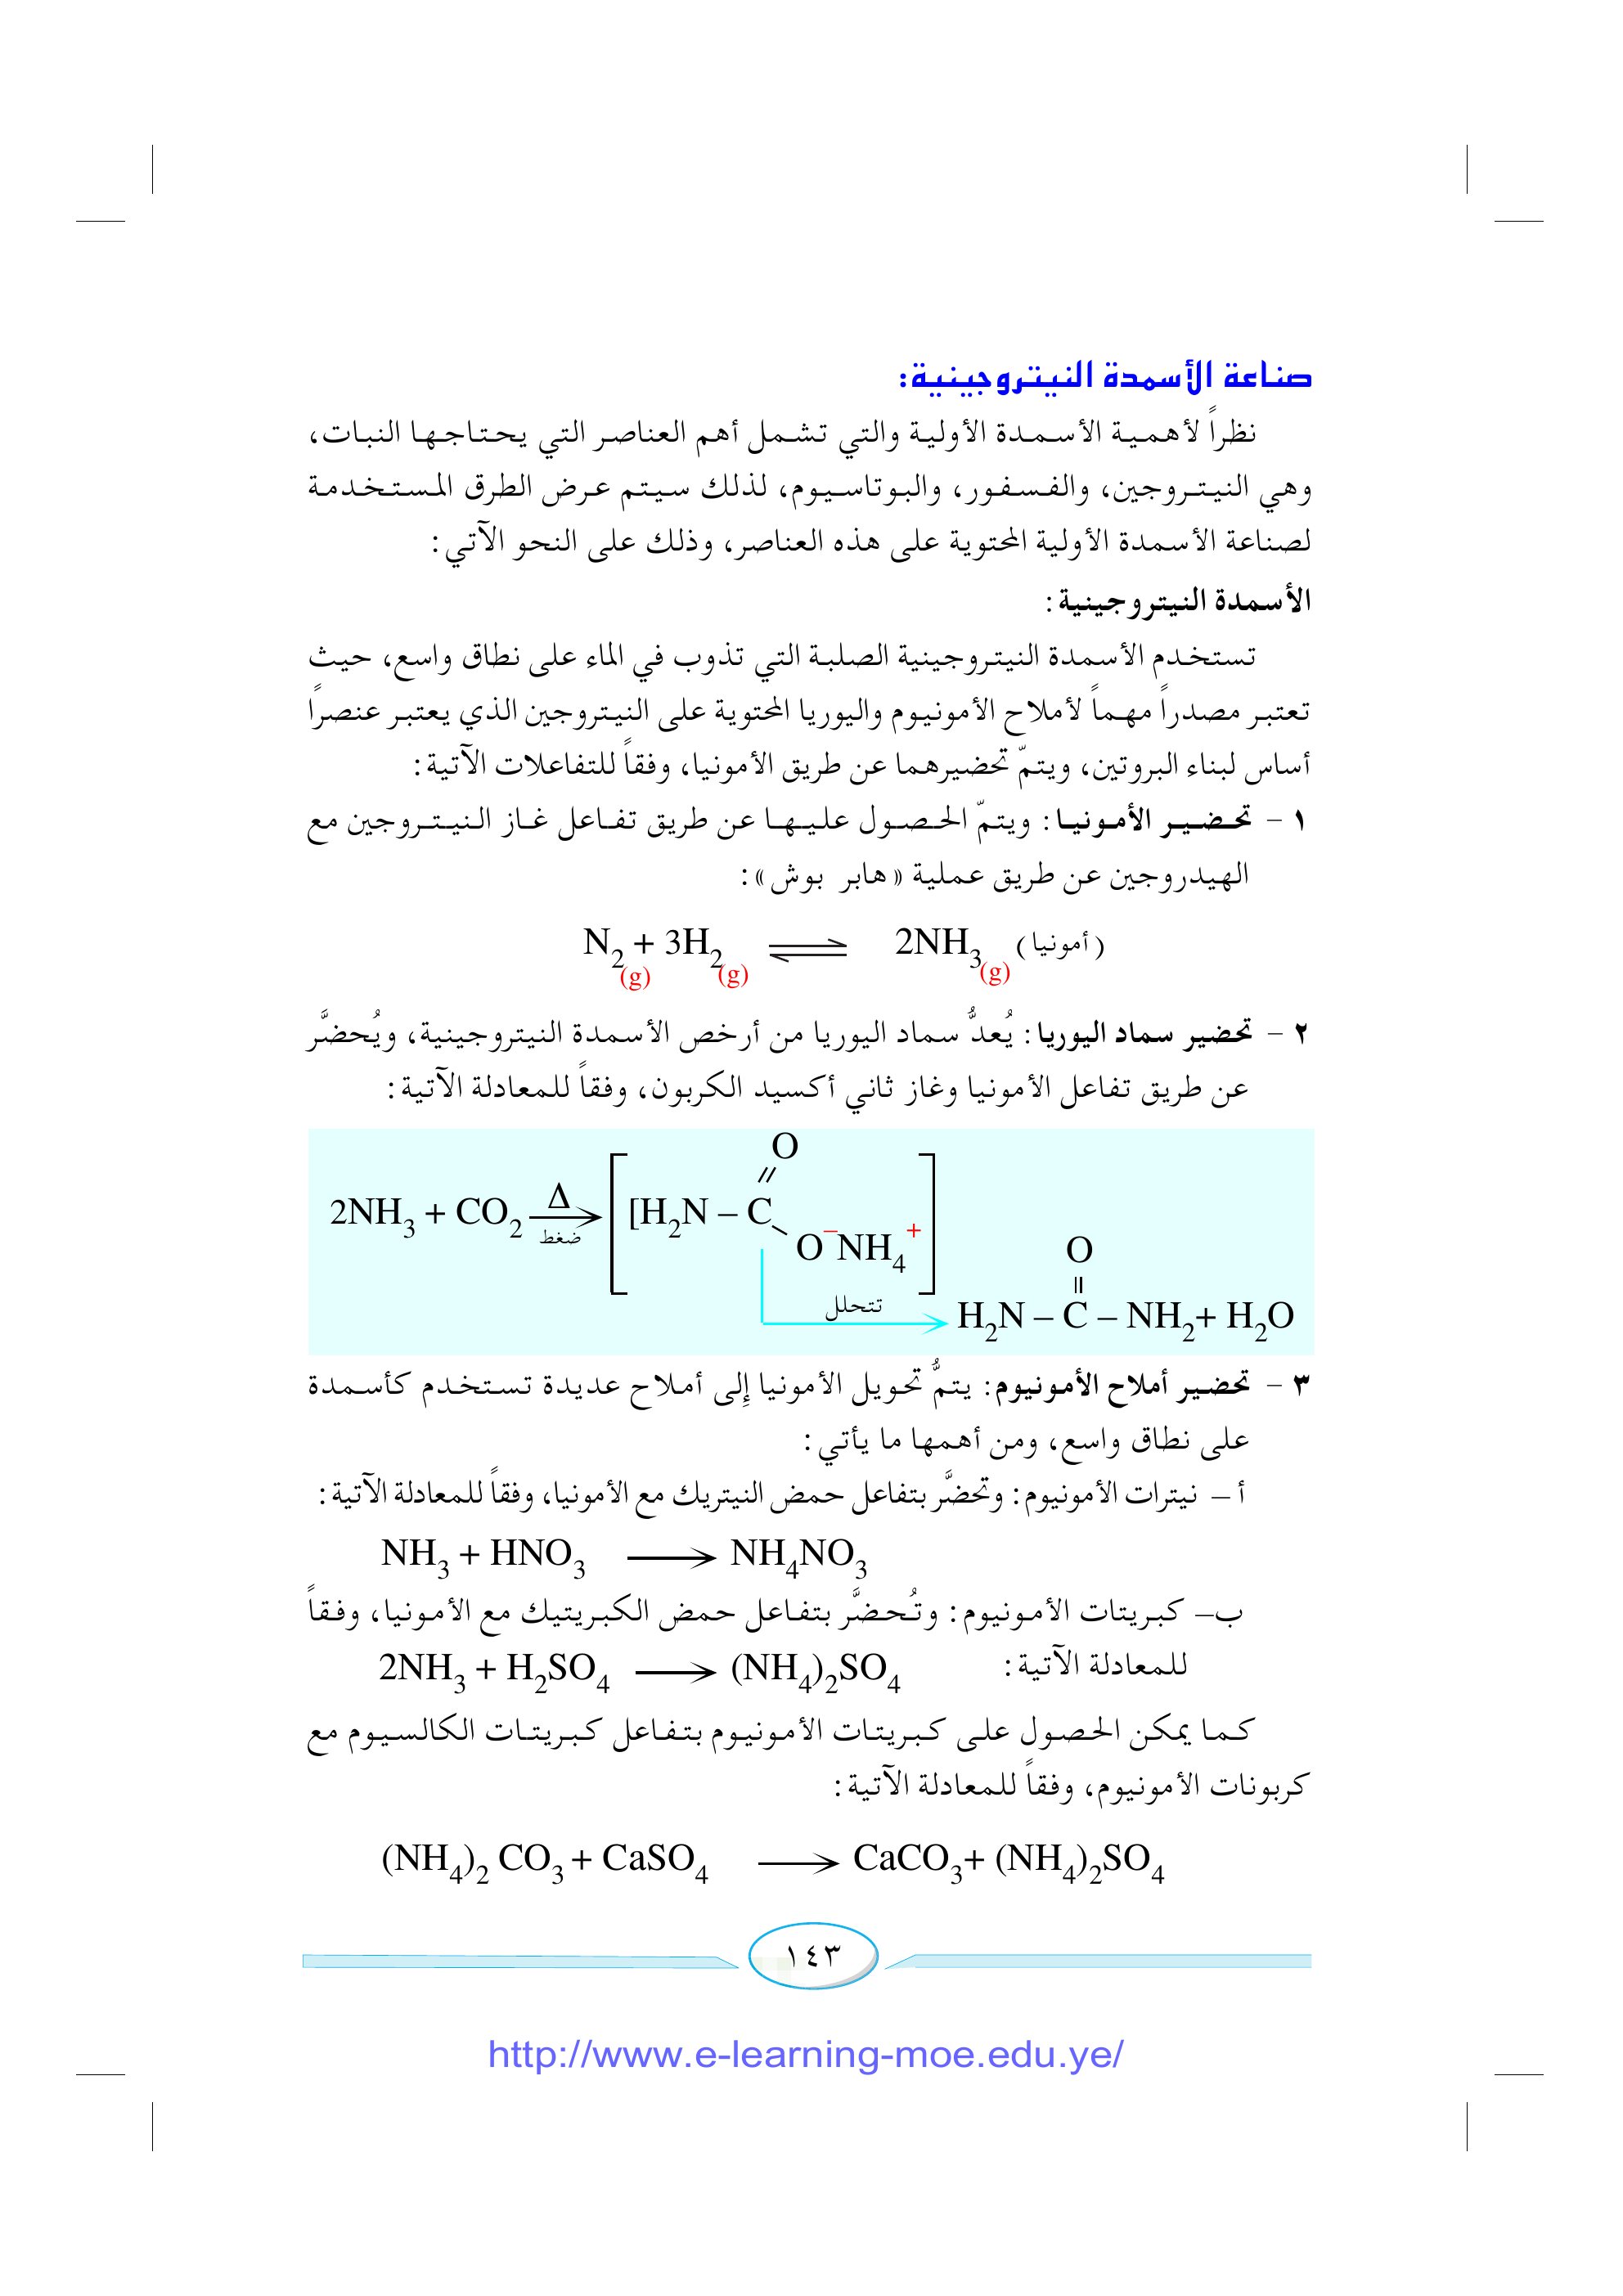 صناعة الأسمدة النيتروجينية:
نظراً لأهمية الأسمدة الأولية والتي تشمل أهم العناصر التي يحتاجها النبات،
وهي النيتروجين، والفسفور، والبوتاسيوم، لذلك سيتم عرض الطرق المستخدمة
لصناعة الأسمدة الأولية المحتوية على هذه العناصر، وذلك على النحو الآتي:
الأسمدة النيتروجينية:
تستخدم الأسمدة النيتروجينية الصلبة التي تذوب في الماء على نطاق واسع، حيث
تعتبر مصدراً مهماً لأملاح الأمونيوم واليوريا المحتوية على النيتروجين الذي يعتبر عنصراً
أساس لبناء البروتين، ويتمّ تحضيرهما عن طريق الأمونيا، وفقاً للتفاعلات الآتية:
١ - تحضير الأمونيا: ويتمّ الحصول عليها عن طريق تفاعل غاز النيتروجين مع
الهيدروجين عن طريق عملية «هابر بوش»:
N₂(g) + 3H₂(g) ⇌ 2NH₃(g) (أمونيا)
٢ - تحضير سماد اليوريا: يُعدُّ سماد اليوريا من أرخص الأسمدة النيتروجينية، ويُحضَّر
عن طريق تفاعل الأمونيا وغاز ثاني أكسيد الكربون، وفقاً للمعادلة الآتية:
O
2NH₃ + CO₂ Δ ضغط → [H₂N – C
O⁻NH₄⁺
O
تتحلل → H₂N – C – NH₂ + H₂O
٣ - تحضير أملاح الأمونيوم: يتمُّ تحويل الأمونيا إلى أملاح عديدة تستخدم كأسمدة
على نطاق واسع، ومن أهمها ما يأتي:
أ – نيترات الأمونيوم: وتحضَّر بتفاعل حمض النيتريك مع الأمونيا، وفقاً للمعادلة الآتية:
NH₃ + HNO₃ → NH₄NO₃
ب– كبريتات الأمونيوم: وتُحضَّر بتفاعل حمض الكبريتيك مع الأمونيا، وفقاً
للمعادلة الآتية: 2NH₃ + H₂SO₄ → (NH₄)₂SO₄
كما يمكن الحصول على كبريتات الأمونيوم بتفاعل كبريتات الكالسيوم مع
كربونات الأمونيوم، وفقاً للمعادلة الآتية:
(NH₄)₂ CO₃ + CaSO₄ → CaCO₃ + (NH₄)₂SO₄
١٤٣
http://www.e-learning-moe.edu.ye/